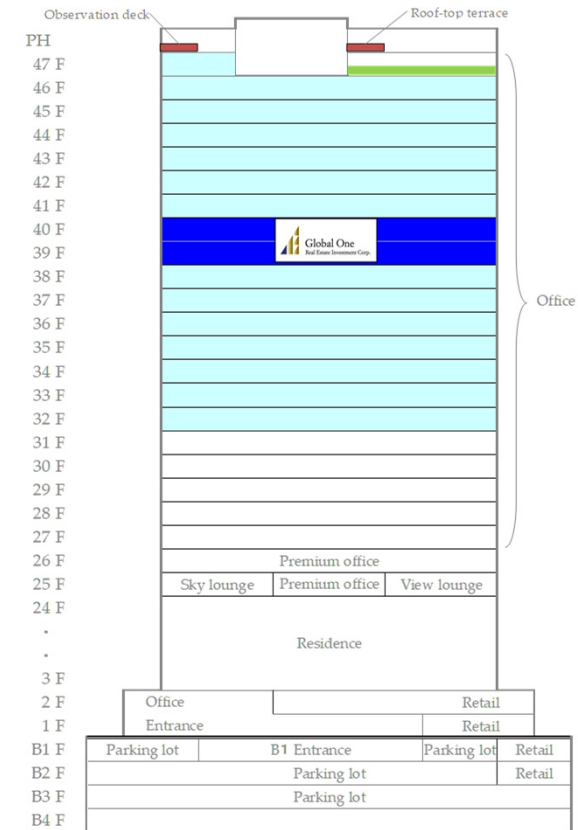 Observation deck
Roof-top terrace
PH
47 F
46 F
45 F
44 F
43 F
42 F
41 F
40 F
Global One
39 F
Real Estate Investment Corp.
38 F
37 F
Office
36 F
35 F
34 F
33 F
32 F
31 F
30 F
29 F
28 F
27 F
26 F Premium office
25 F Sky lounge Premium office View lounge
24 F
.
Residence
.
3 F
2 F Office Retail
1 F Entrance Retail
B1 F Parking lot B1 Entrance Parking lot Retail
B2 F Parking lot Retail
B3 F Parking lot
B4 F